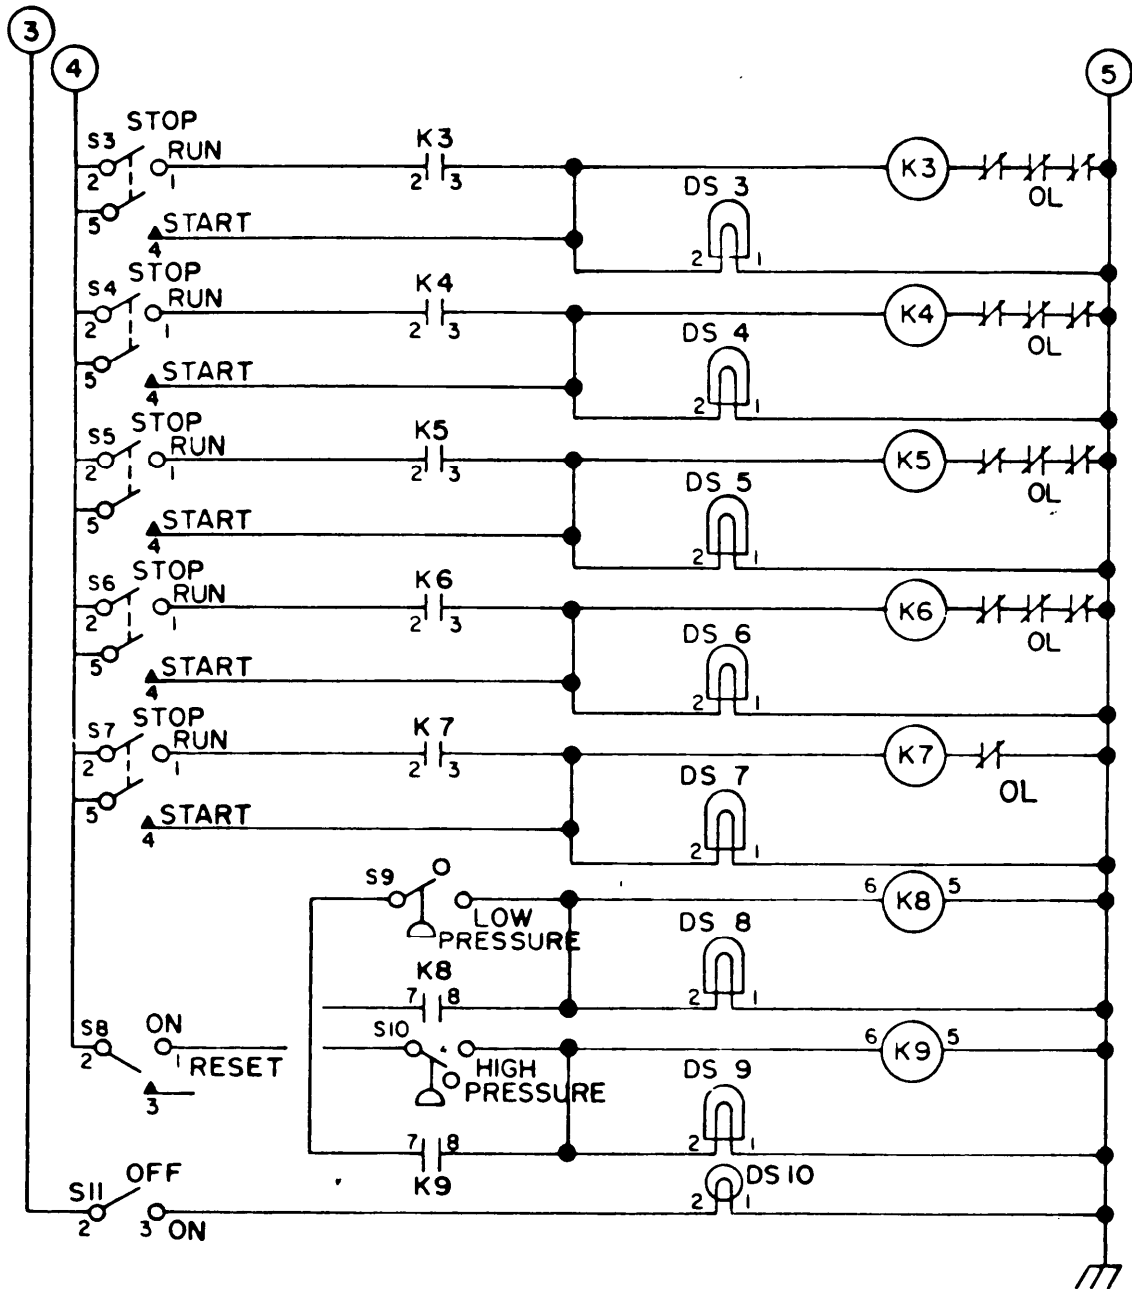 3
4
5
STOP
S3 RUN K3 K3
2 1 2 3 OL
DS 3
5 START
4 2 1
STOP
S4 RUN K4 K4
2 1 2 3 OL
DS 4
5 START
4 2 1
STOP
S5 RUN K5 K5
2 1 2 3 OL
DS 5
5 START
4 2 1
STOP
S6 RUN K6 K6
2 1 2 3 OL
DS 6
5 START
4 2 1
STOP
S7 RUN K7 K7
2 1 2 3 OL
DS 7
5 START
4 2 1
S9 6 K8 5
LOW
PRESSURE
DS 8
K8
7 8 2 1
S8 ON S10 6 K9 5
2 1 RESET
HIGH
PRESSURE
DS 9
3
7 8 2 1
K9
OFF
S11 DS10
2 3 ON 2 1